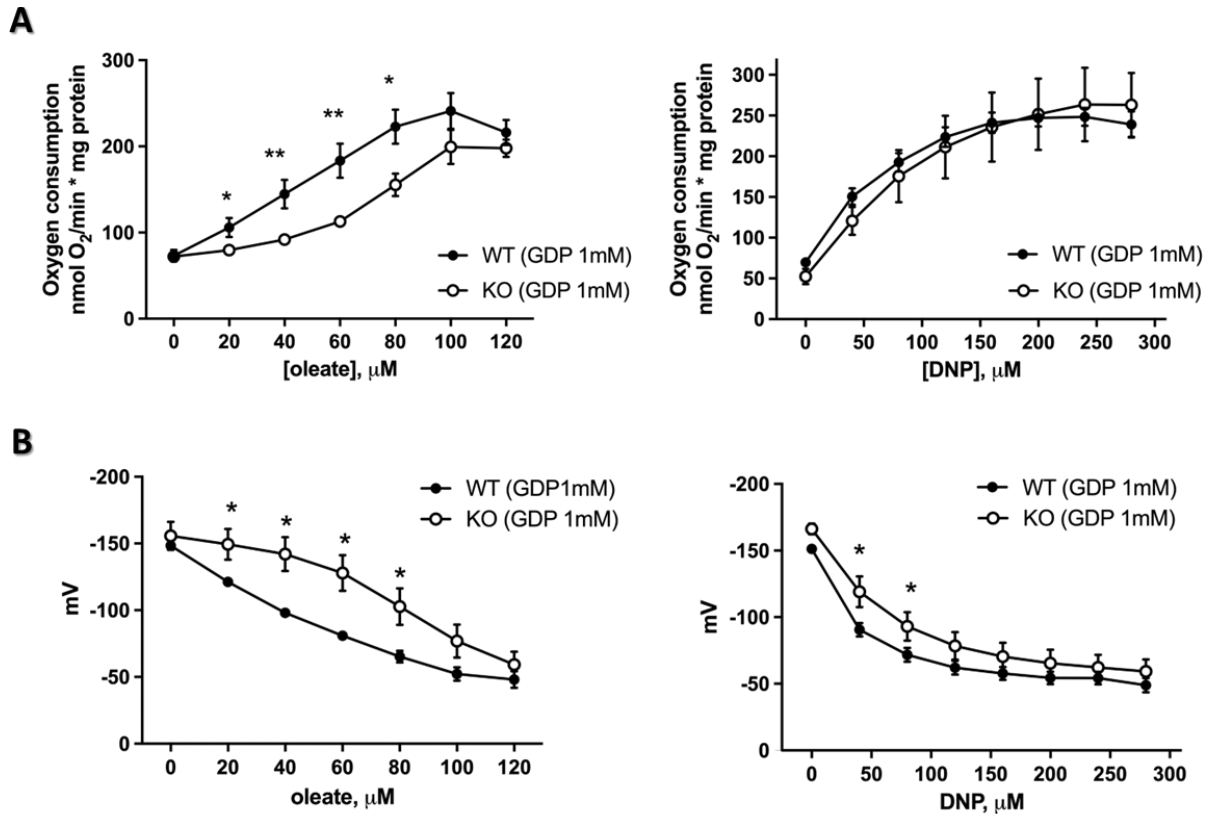 A
Oxygen consumption
nmol O2/min * mg protein
300
200
100
0
*
**
**
*
WT (GDP 1mM)
KO (GDP 1mM)
0 20 40 60 80 100 120
[oleate], μM
Oxygen consumption
nmol O2/min * mg protein
300
250
200
150
100
50
0
WT (GDP 1mM)
KO (GDP 1mM)
0 50 100 150 200 250 300
[DNP], μM
B
mV
-200
-150
-100
-50
0
* * * *
WT (GDP1mM)
KO (GDP 1mM)
0 20 40 60 80 100 120
oleate, μM
mV
-200
-150
-100
-50
0
* *
WT (GDP 1mM)
KO (GDP 1mM)
0 50 100 150 200 250 300
DNP, μM